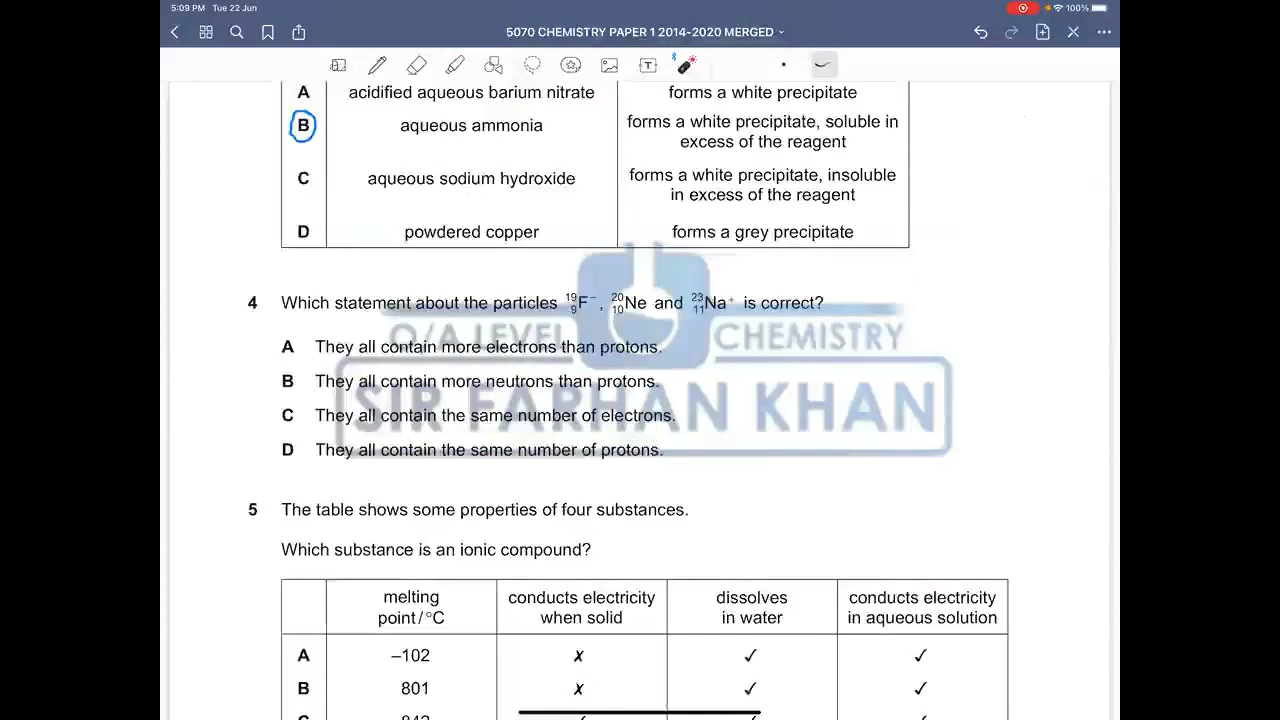 5:09 PM Tue 22 Jun
100%
5070 CHEMISTRY PAPER 1 2014-2020 MERGED
A acidified aqueous barium nitrate forms a white precipitate
B aqueous ammonia forms a white precipitate, soluble in
excess of the reagent
C aqueous sodium hydroxide forms a white precipitate, insoluble
in excess of the reagent
D powdered copper forms a grey precipitate
4 Which statement about the particles ¹⁹₉F⁻, ²⁰₁₀Ne and ²³₁₁Na⁺ is correct?
O/A LEVEL CHEMISTRY
A They all contain more electrons than protons.
B They all contain more neutrons than protons.
SIR FARHAN KHAN
C They all contain the same number of electrons.
D They all contain the same number of protons.
5 The table shows some properties of four substances.
Which substance is an ionic compound?
melting conducts electricity dissolves conducts electricity
point/°C when solid in water in aqueous solution
A –102 ✗ ✓ ✓
B 801 ✗ ✓ ✓